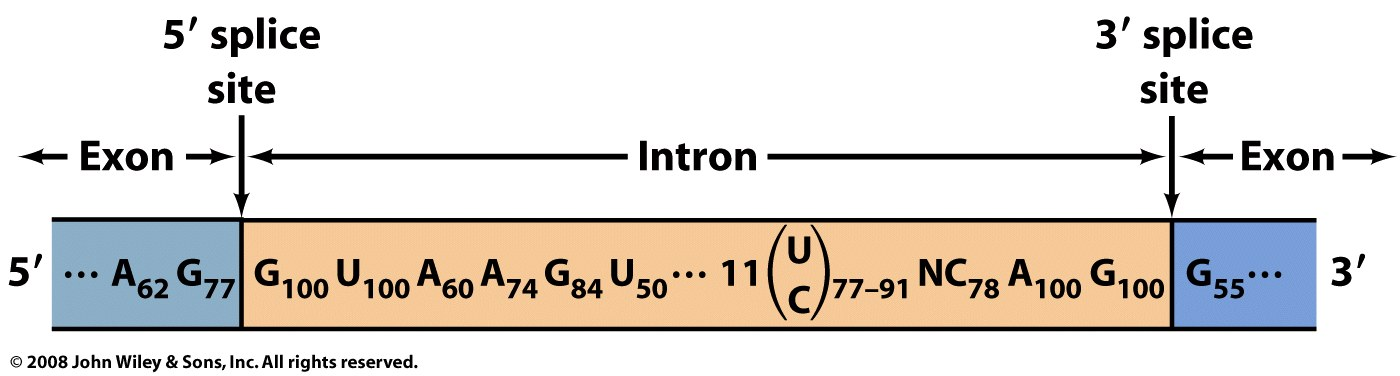 5′ splice site
3′ splice site
Exon
Intron
Exon
5′ ··· A62 G77 G100 U100 A60 A74 G84 U50 ··· 11(U C)77–91 NC78 A100 G100 G55 ··· 3′
© 2008 John Wiley & Sons, Inc. All rights reserved.